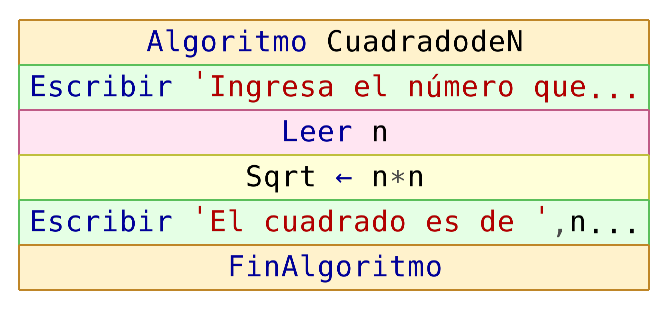 Algoritmo CuadradodeN
Escribir 'Ingresa el número que...
Leer n
Sqrt ← n*n
Escribir 'El cuadrado es de ',n...
FinAlgoritmo